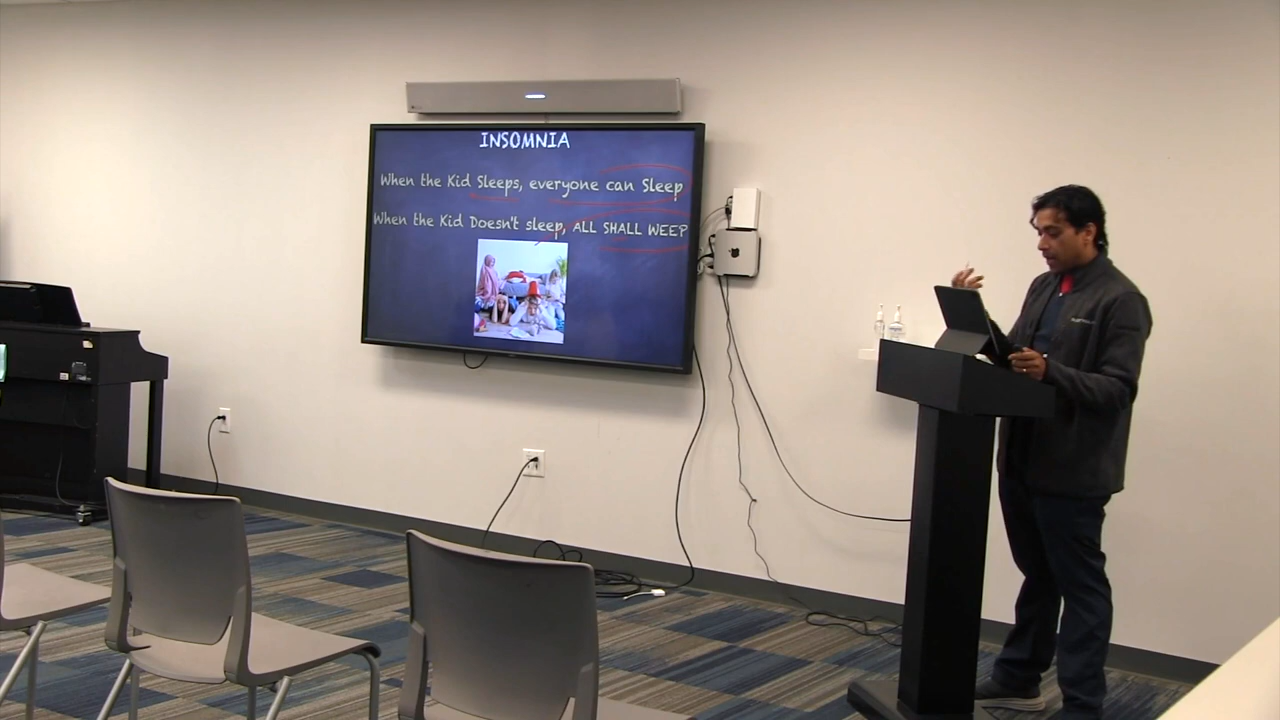 INSOMNIA
When the Kid Sleeps, everyone can Sleep
When the Kid Doesn't sleep, ALL SHALL WEEP